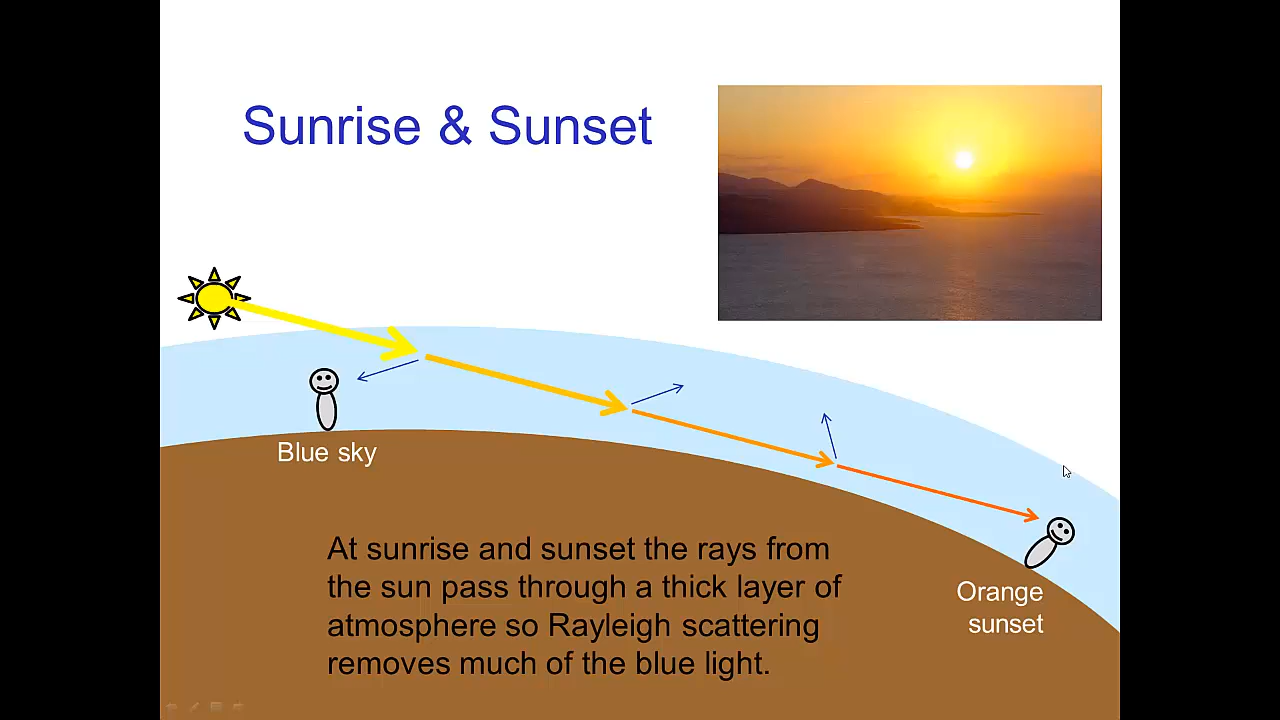 Sunrise & Sunset
Blue sky
At sunrise and sunset the rays from
the sun pass through a thick layer of
atmosphere so Rayleigh scattering
removes much of the blue light.
Orange
sunset